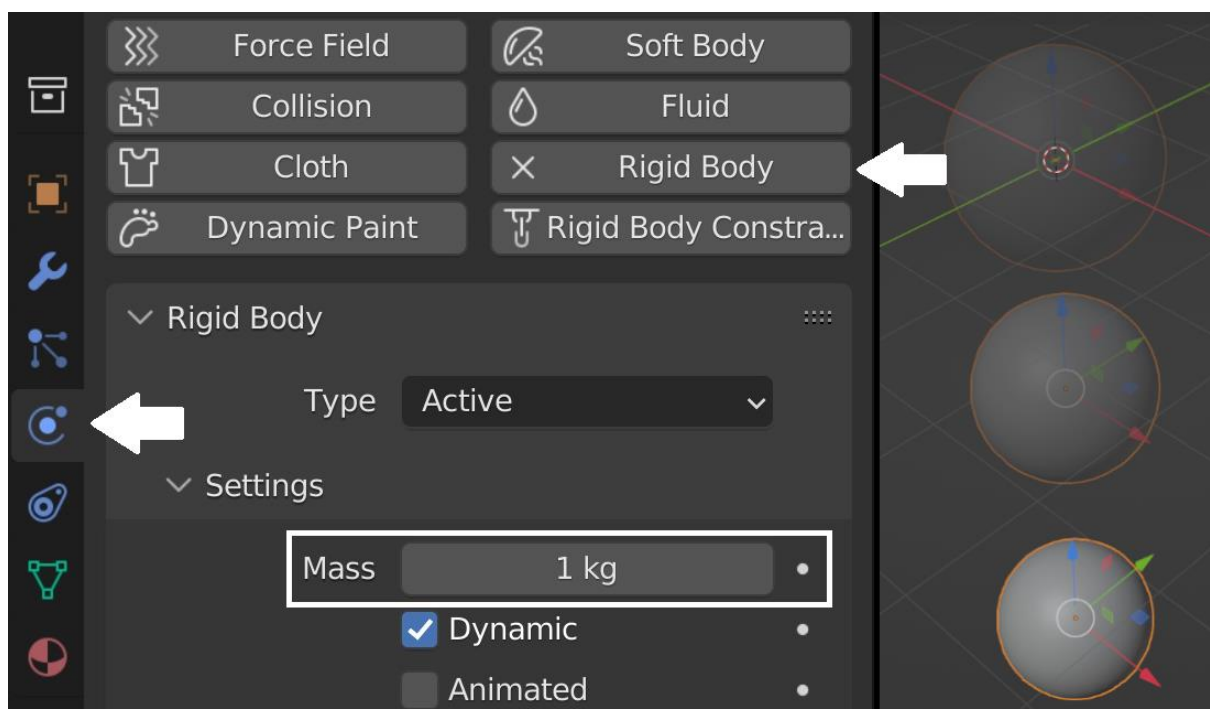 Force Field
Soft Body
Collision
Fluid
Cloth
Rigid Body
Dynamic Paint
Rigid Body Constra...
Rigid Body
Type Active
Settings
Mass 1 kg
Dynamic
Animated